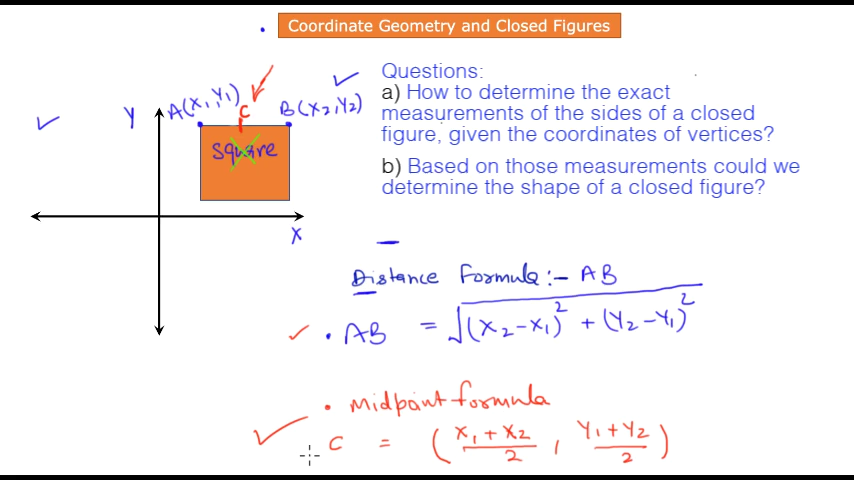 Coordinate Geometry and Closed Figures
Questions:
a) How to determine the exact
measurements of the sides of a closed
figure, given the coordinates of vertices?
b) Based on those measurements could we
determine the shape of a closed figure?
Y
A(X1,Y1)
C
B(X2,Y2)
square
X
Distance Formula:- AB
• AB = √(X2-X1)² + (Y2-Y1)²
• Midpoint formula
C = (X1+X2/2, Y1+Y2/2)